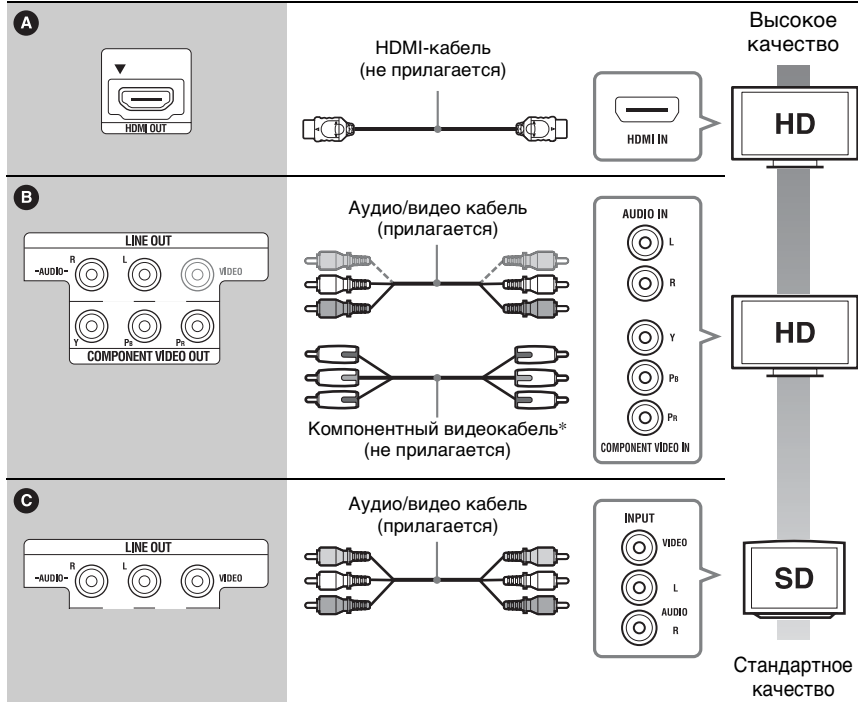 A
HDMI OUT
HDMI-кабель
(не прилагается)
HDMI IN
Высокое
качество
HD
B
LINE OUT
-AUDIO-
R
L
VIDEO
Y
PB
PR
COMPONENT VIDEO OUT
Аудио/видео кабель
(прилагается)
Компонентный видеокабель*
(не прилагается)
AUDIO IN
L
R
Y
PB
PR
COMPONENT VIDEO IN
HD
C
LINE OUT
-AUDIO-
R
L
VIDEO
Аудио/видео кабель
(прилагается)
INPUT
VIDEO
L
AUDIO
R
SD
Стандартное
качество